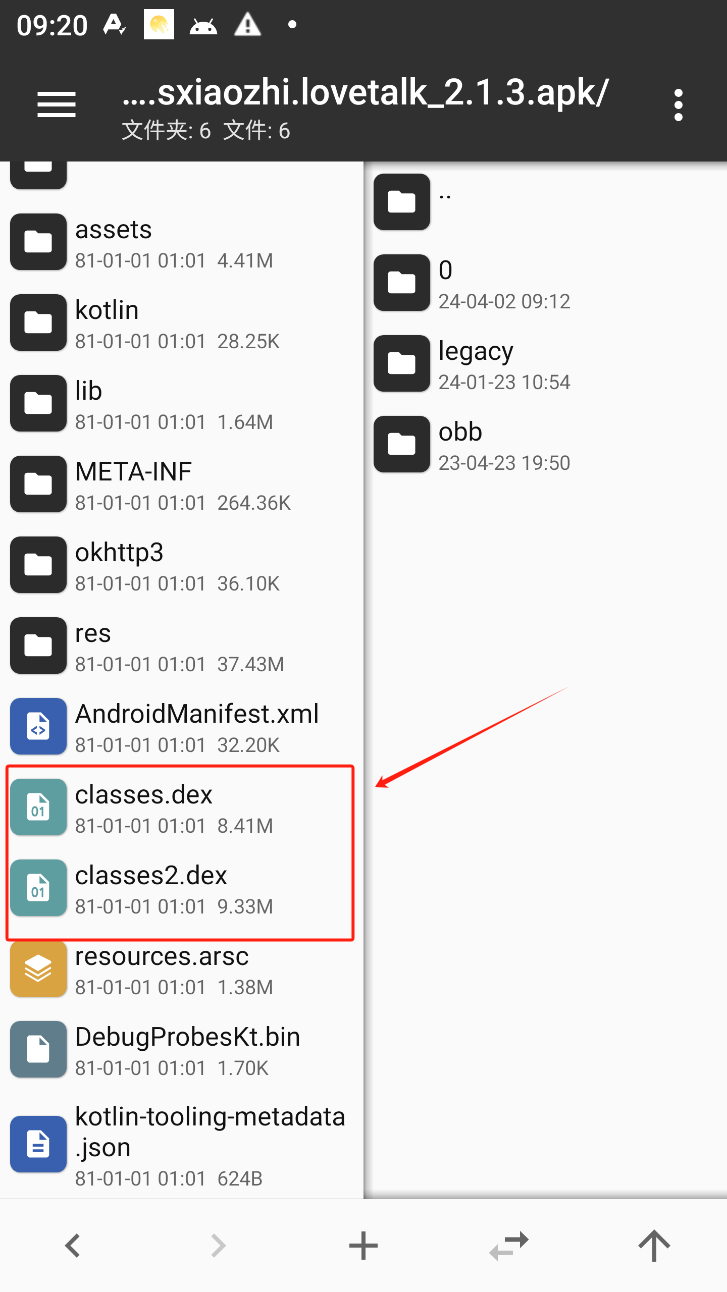 09:20
....sxiaozhi.lovetalk_2.1.3.apk/
文件夹: 6 文件: 6
assets
81-01-01 01:01 4.41M
kotlin
81-01-01 01:01 28.25K
lib
81-01-01 01:01 1.64M
META-INF
81-01-01 01:01 264.36K
okhttp3
81-01-01 01:01 36.10K
res
81-01-01 01:01 37.43M
AndroidManifest.xml
81-01-01 01:01 32.20K
classes.dex
81-01-01 01:01 8.41M
classes2.dex
81-01-01 01:01 9.33M
resources.arsc
81-01-01 01:01 1.38M
DebugProbesKt.bin
81-01-01 01:01 1.70K
kotlin-tooling-metadata
.json
81-01-01 01:01 624B
..
0
24-04-02 09:12
legacy
24-01-23 10:54
obb
23-04-23 19:50